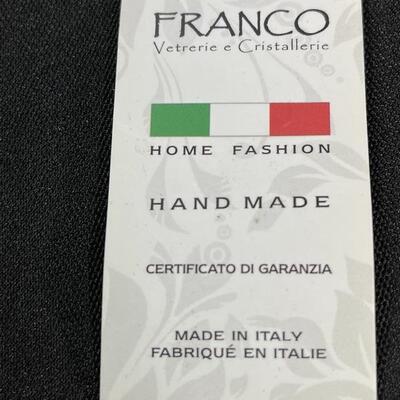 FRANCO
Vetrerie e Cristallerie
HOME FASHION
HAND MADE
CERTIFICATO DI GARANZIA
MADE IN ITALY
FABRIQUÉ EN ITALIE